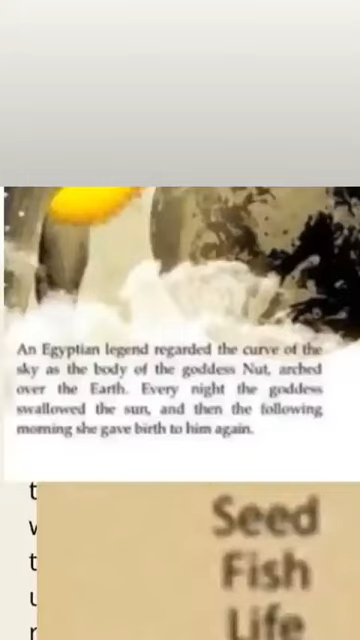 An Egyptian legend regarded the curve of the
sky as the body of the goddess Nut, arched
over the Earth. Every night the goddess
swallowed the sun, and then the following
morning she gave birth to him again.
t
w
t
u
r
Seed
Fish
Life